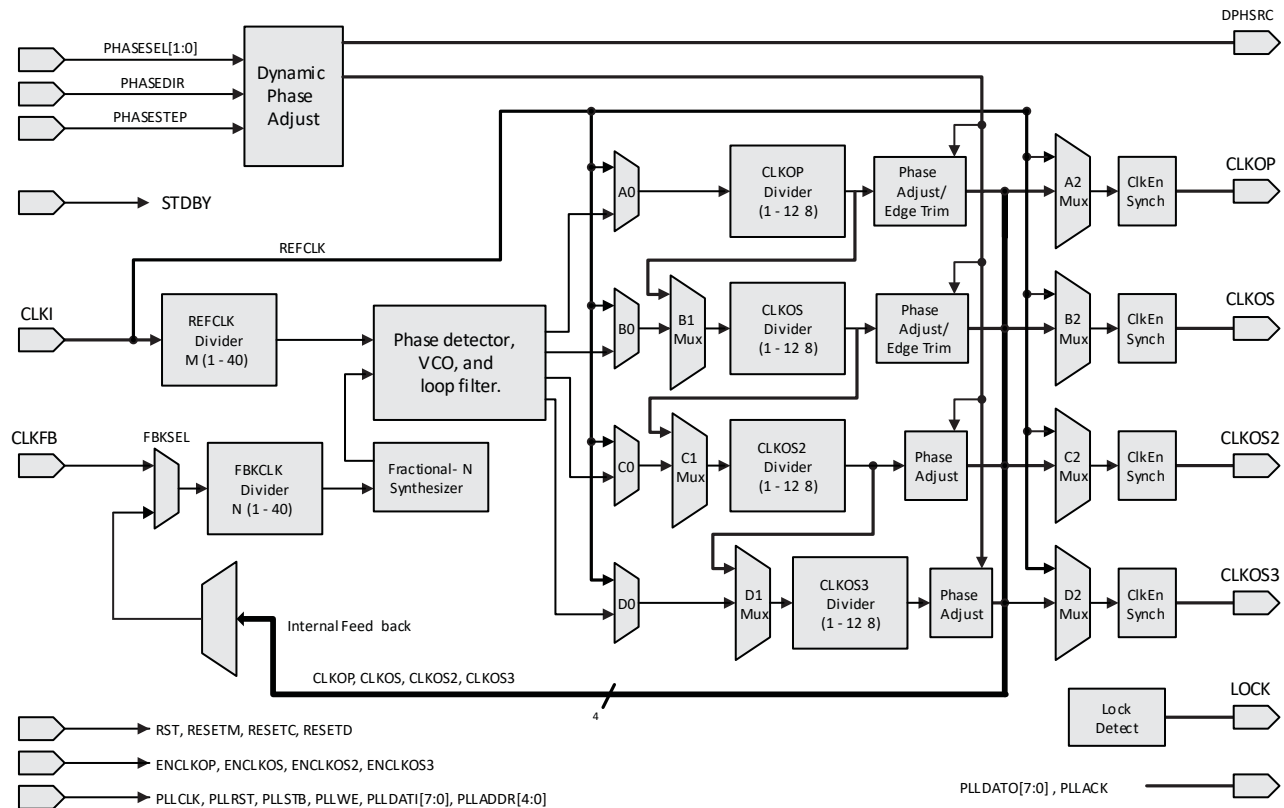 DPHSRC
PHASESEL[1:0]
PHASEDIR
PHASESTEP
Dynamic
Phase
Adjust
STDBY
REFCLK
A0
CLKOP
Divider
(1 - 12 8)
Phase
Adjust/
Edge Trim
A2
Mux
ClkEn
Synch
CLKOP
CLKI
REFCLK
Divider
M (1 - 40)
Phase detector,
VCO, and
loop filter.
B0
B1
Mux
CLKOS
Divider
(1 - 12 8)
Phase
Adjust/
Edge Trim
B2
Mux
ClkEn
Synch
CLKOS
CLKFB
FBKSEL
FBKCLK
Divider
N (1 - 40)
Fractional- N
Synthesizer
C0
C1
Mux
CLKOS2
Divider
(1 - 12 8)
Phase
Adjust
C2
Mux
ClkEn
Synch
CLKOS2
D0
D1
Mux
CLKOS3
Divider
(1 - 12 8)
Phase
Adjust
D2
Mux
ClkEn
Synch
CLKOS3
Internal Feed back
CLKOP, CLKOS, CLKOS2, CLKOS3
4
Lock
Detect
LOCK
RST, RESETM, RESETC, RESETD
ENCLKOP, ENCLKOS, ENCLKOS2, ENCLKOS3
PLLCLK, PLLRST, PLLSTB, PLLWE, PLLDATI[7:0], PLLADDR[4:0]
PLLDATO[7:0] , PLLACK